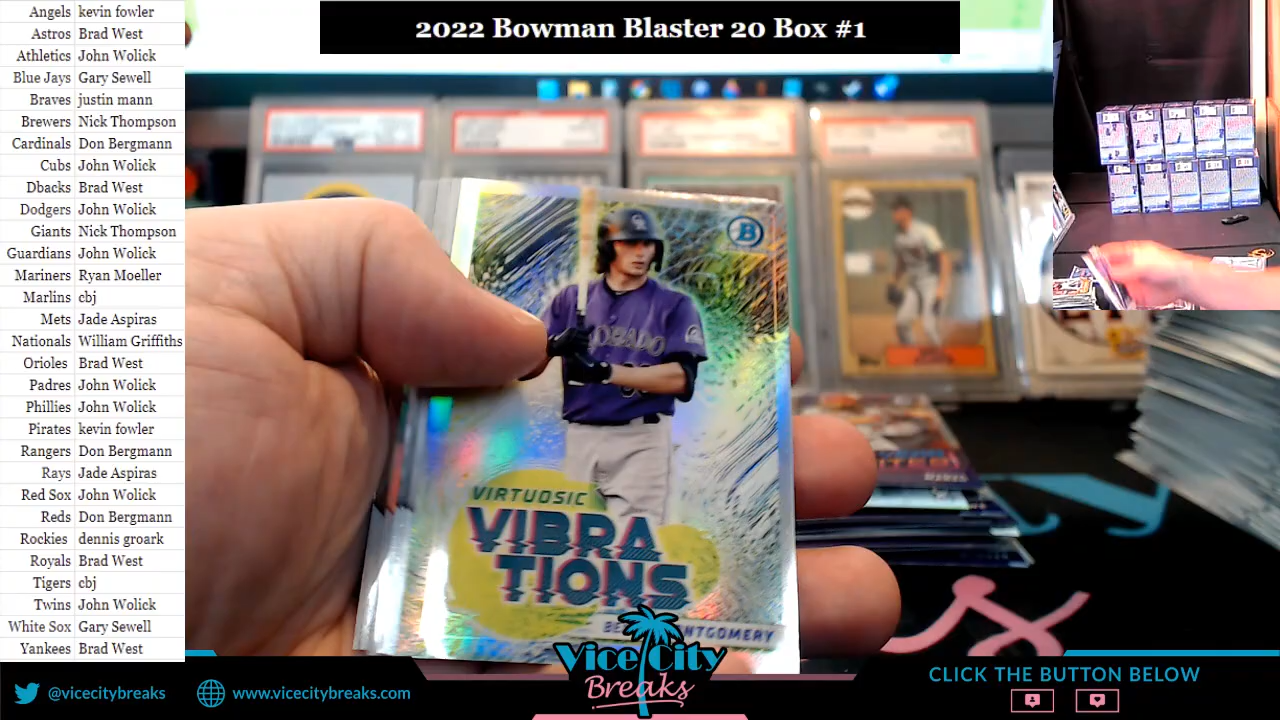 2022 Bowman Blaster 20 Box #1
Angels kevin fowler
Astros Brad West
Athletics John Wolick
Blue Jays Gary Sewell
Braves justin mann
Brewers Nick Thompson
Cardinals Don Bergmann
Cubs John Wolick
Dbacks Brad West
Dodgers John Wolick
Giants Nick Thompson
Guardians John Wolick
Mariners Ryan Moeller
Marlins cbj
Mets Jade Aspiras
Nationals William Griffiths
Orioles Brad West
Padres John Wolick
Phillies John Wolick
Pirates kevin fowler
Rangers Don Bergmann
Rays Jade Aspiras
Red Sox John Wolick
Reds Don Bergmann
Rockies dennis groark
Royals Brad West
Tigers cbj
Twins John Wolick
White Sox Gary Sewell
Yankees Brad West
B
VIRTUOSIC
VIBRA
TIONS
Vice City
Breaks
@vicecitybreaks
www.vicecitybreaks.com
CLICK THE BUTTON BELOW